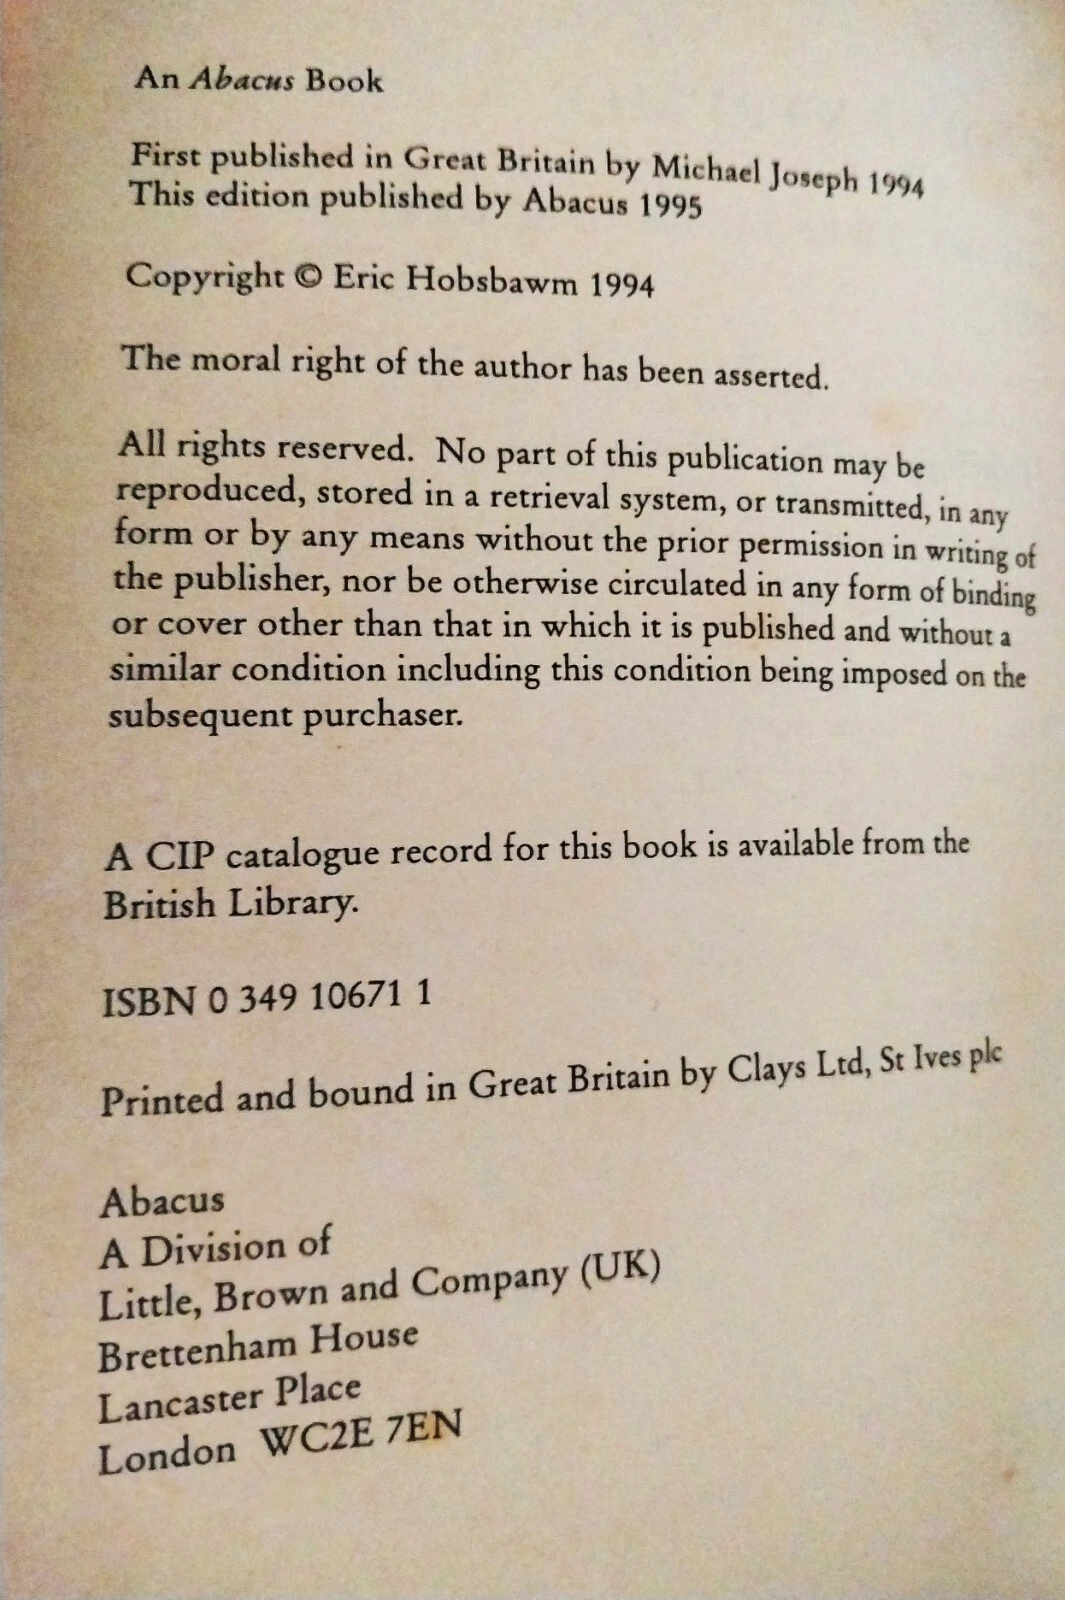 An Abacus Book
First published in Great Britain by Michael Joseph 1994
This edition published by Abacus 1995
Copyright © Eric Hobsbawm 1994
The moral right of the author has been asserted.
All rights reserved. No part of this publication may be
reproduced, stored in a retrieval system, or transmitted, in any
form or by any means without the prior permission in writing of
the publisher, nor be otherwise circulated in any form of binding
or cover other than that in which it is published and without a
similar condition including this condition being imposed on the
subsequent purchaser.
A CIP catalogue record for this book is available from the
British Library.
ISBN 0 349 10671 1
Printed and bound in Great Britain by Clays Ltd, St Ives plc
Abacus
A Division of
Little, Brown and Company (UK)
Brettenham House
Lancaster Place
London WC2E 7EN